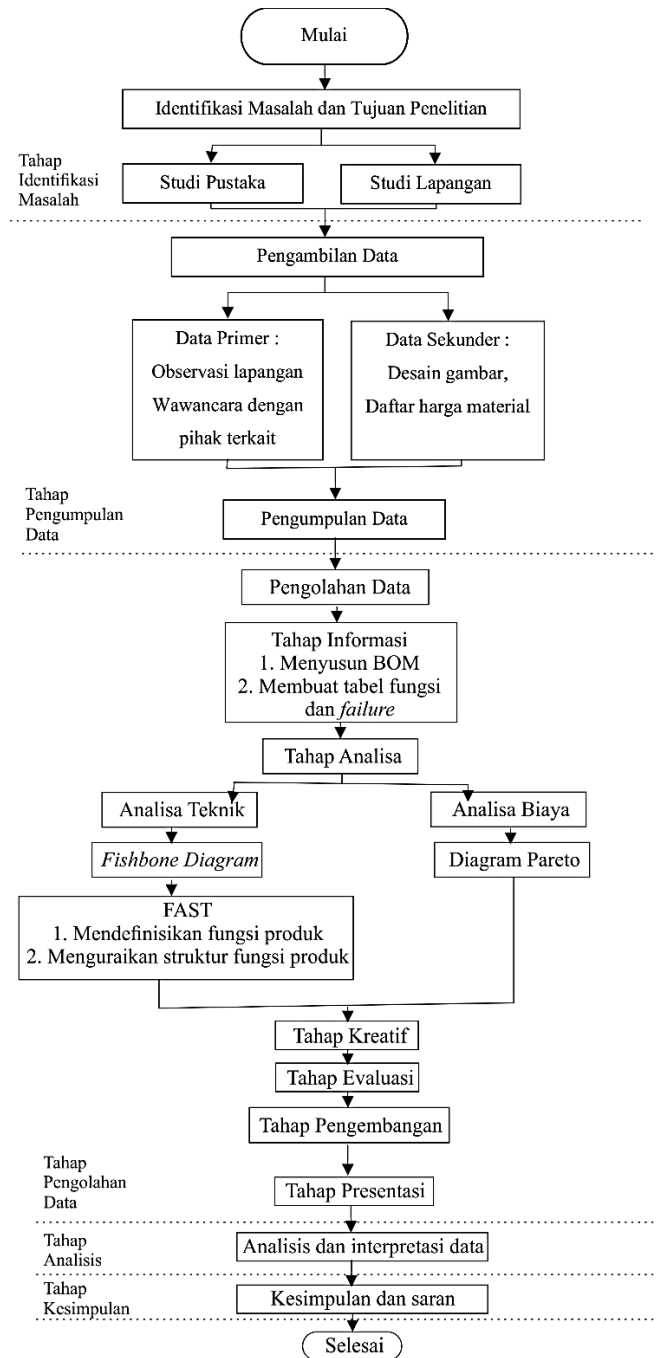 Mulai
Identifikasi Masalah dan Tujuan Penelitian
Tahap
Identifikasi
Masalah
Studi Pustaka
Studi Lapangan
Pengambilan Data
Data Primer :
Observasi lapangan
Wawancara dengan
pihak terkait
Data Sekunder :
Desain gambar,
Daftar harga material
Tahap
Pengumpulan
Data
Pengumpulan Data
Pengolahan Data
Tahap Informasi
1. Menyusun BOM
2. Membuat tabel fungsi
dan failure
Tahap Analisa
Analisa Teknik
Analisa Biaya
Fishbone Diagram
Diagram Pareto
FAST
1. Mendefinisikan fungsi produk
2. Menguraikan struktur fungsi produk
Tahap Kreatif
Tahap Evaluasi
Tahap Pengembangan
Tahap
Pengolahan
Data
Tahap Presentasi
Tahap
Analisis
Analisis dan interpretasi data
Tahap
Kesimpulan
Kesimpulan dan saran
Selesai